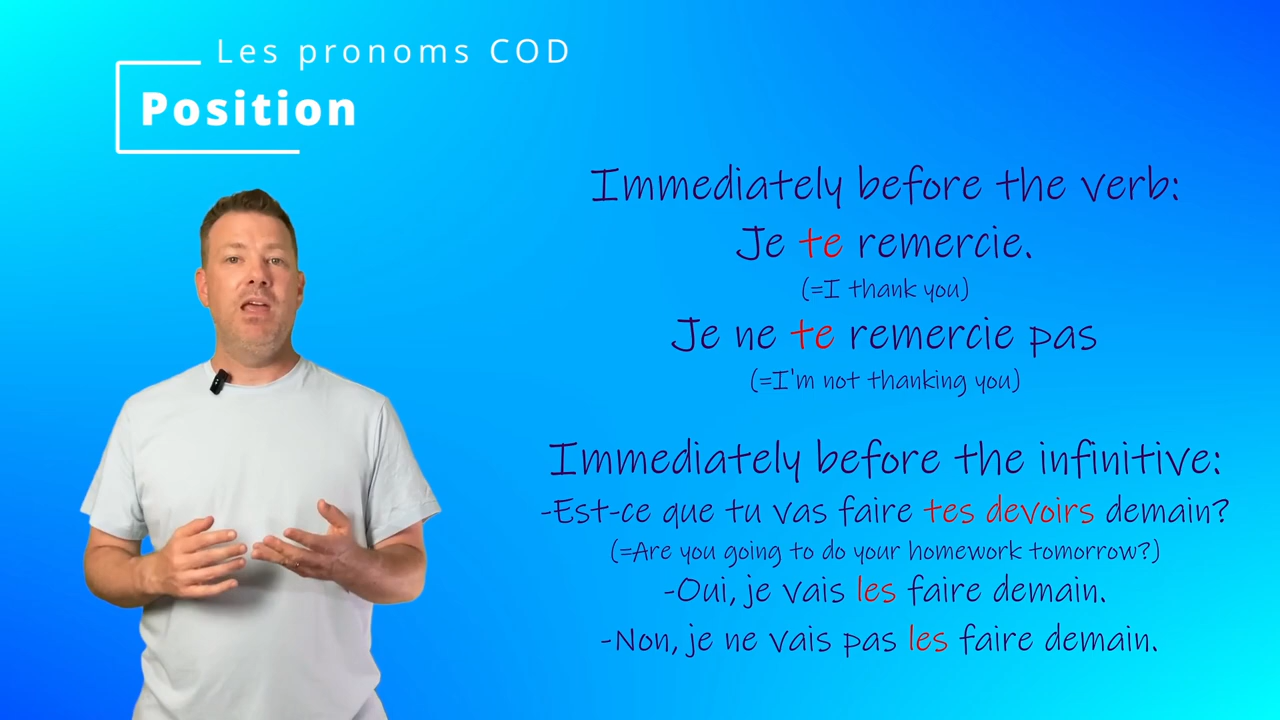 Les pronoms COD
Position
Immediately before the verb:
Je te remercie.
(=I thank you)
Je ne te remercie pas
(=I'm not thanking you)
Immediately before the infinitive:
-Est-ce que tu vas faire tes devoirs demain?
(=Are you going to do your homework tomorrow?)
-Oui, je vais les faire demain.
-Non, je ne vais pas les faire demain.